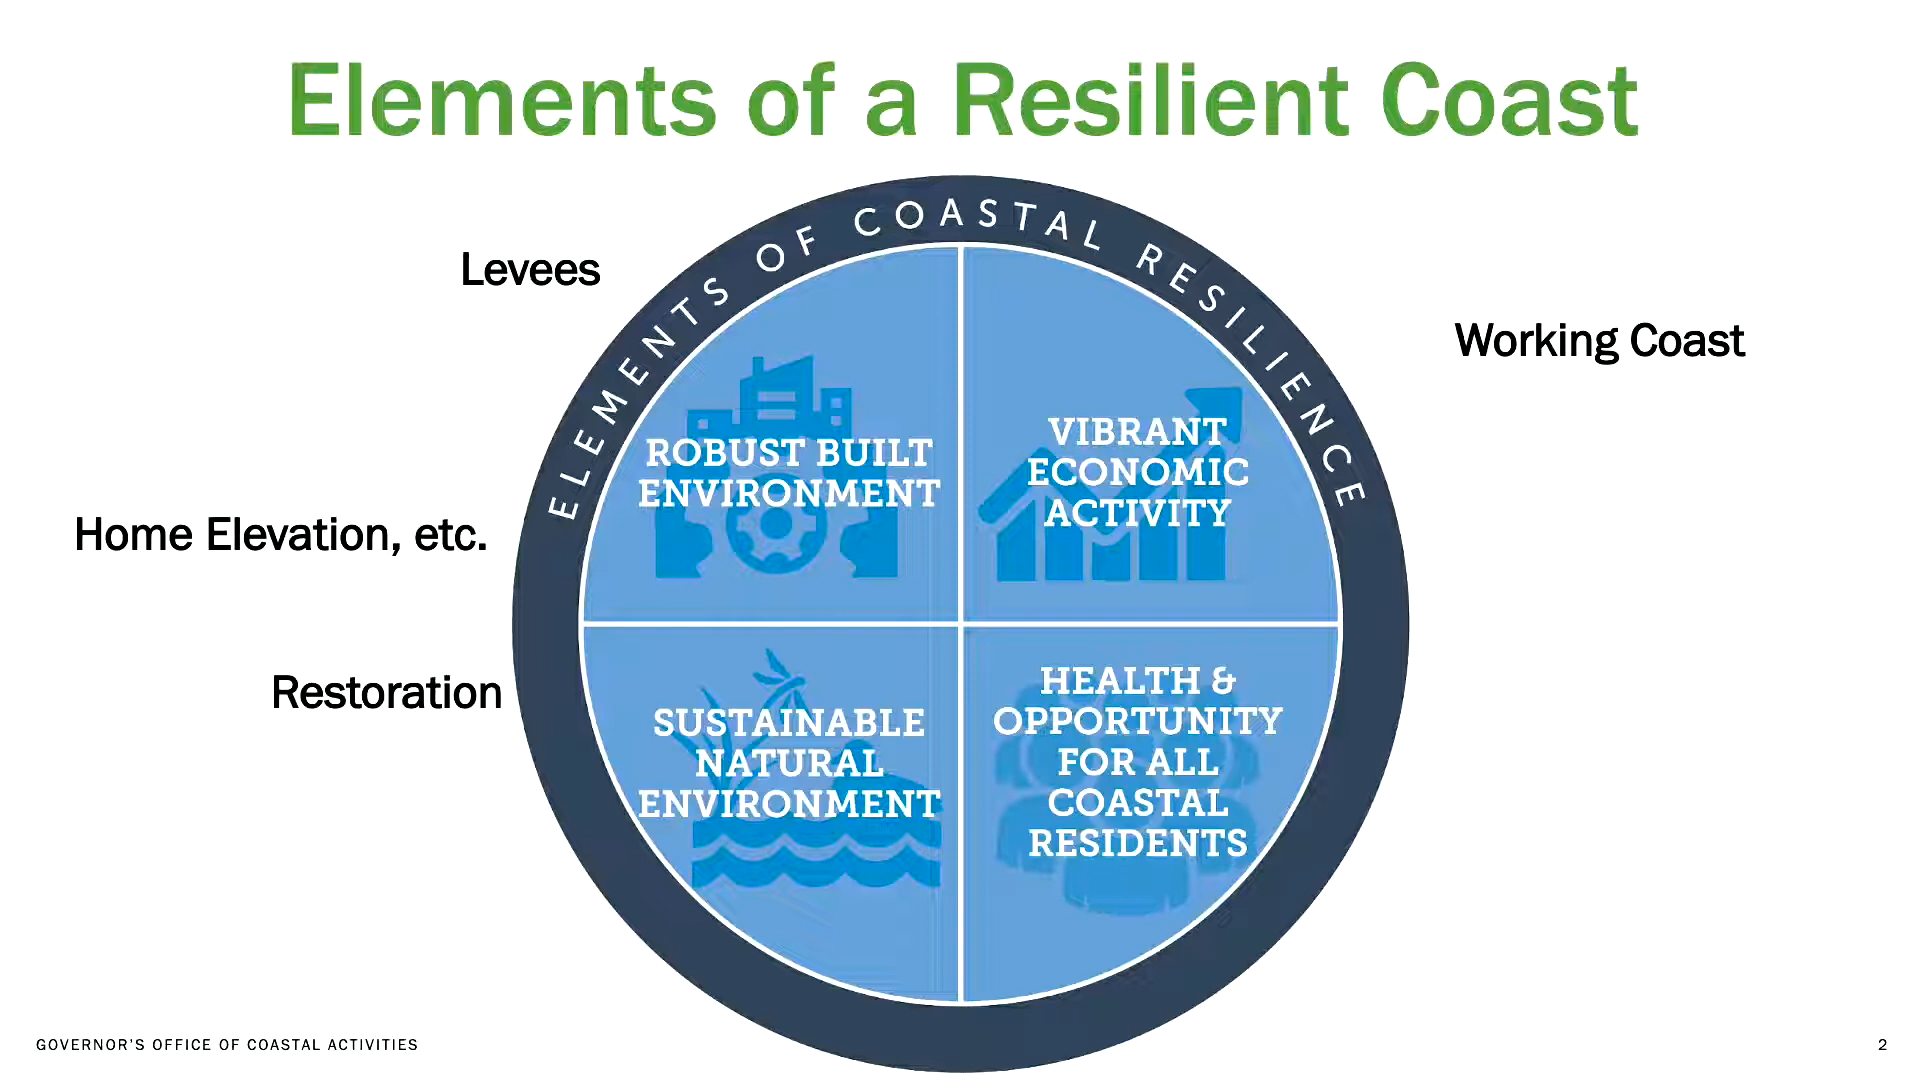 Elements of a Resilient Coast
ELEMENTS OF COASTAL RESILIENCE
Levees
Working Coast
Home Elevation, etc.
Restoration
ROBUST BUILT
ENVIRONMENT
VIBRANT
ECONOMIC
ACTIVITY
SUSTAINABLE
NATURAL
ENVIRONMENT
HEALTH &
OPPORTUNITY
FOR ALL
COASTAL
RESIDENTS
GOVERNOR'S OFFICE OF COASTAL ACTIVITIES
2